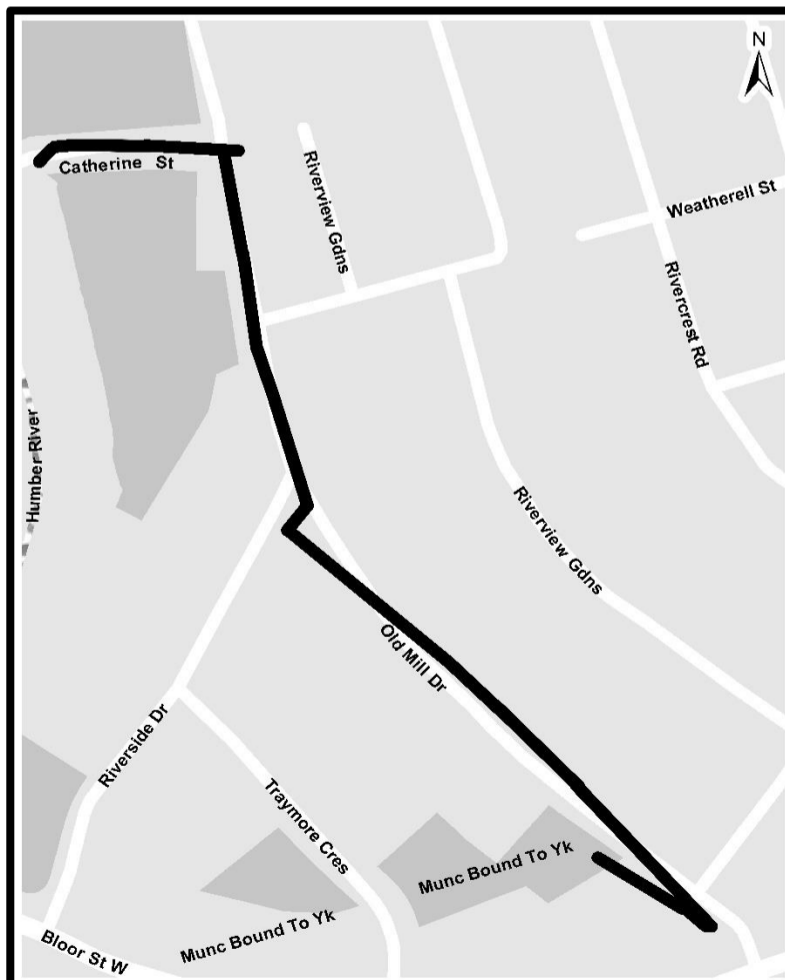 N
Catherine St
Riverview Gdns
Weatherell St
Rivercrest Rd
Humber River
Riverview Gdns
Old Mill Dr
Riverside Dr
Traymore Cres
Munc Bound To Yk
Munc Bound To Yk
Bloor St W